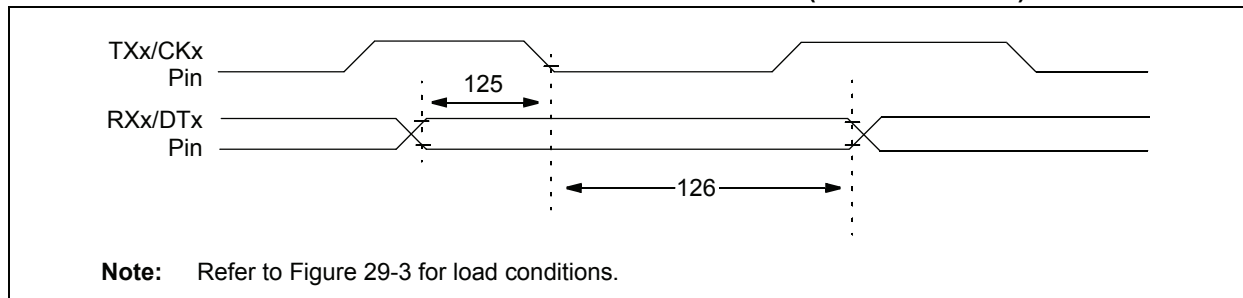 TXx/CKx
Pin
125
RXx/DTx
Pin
126
Note: Refer to Figure 29-3 for load conditions.